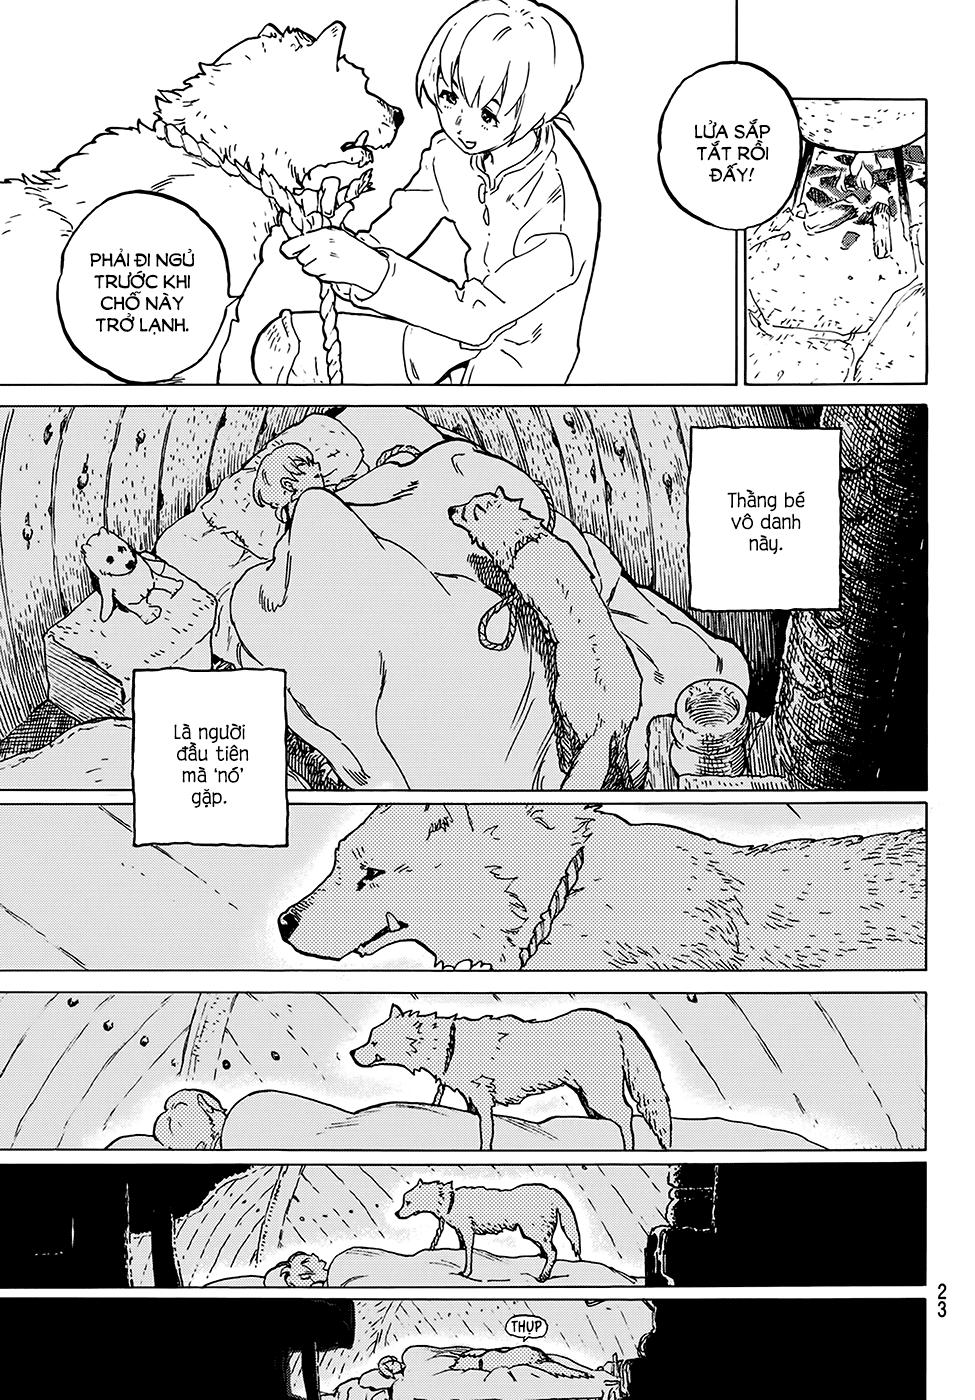 LỬA SẮP
TẮT RỒI
ĐẤY!
PHẢI ĐI NGỦ
TRƯỚC KHI
CHỖ NÀY
TRỞ LẠNH.
Thằng bé
vô danh
này.
Là người
đầu tiên
mà 'nó'
gặp.
THỤP
23